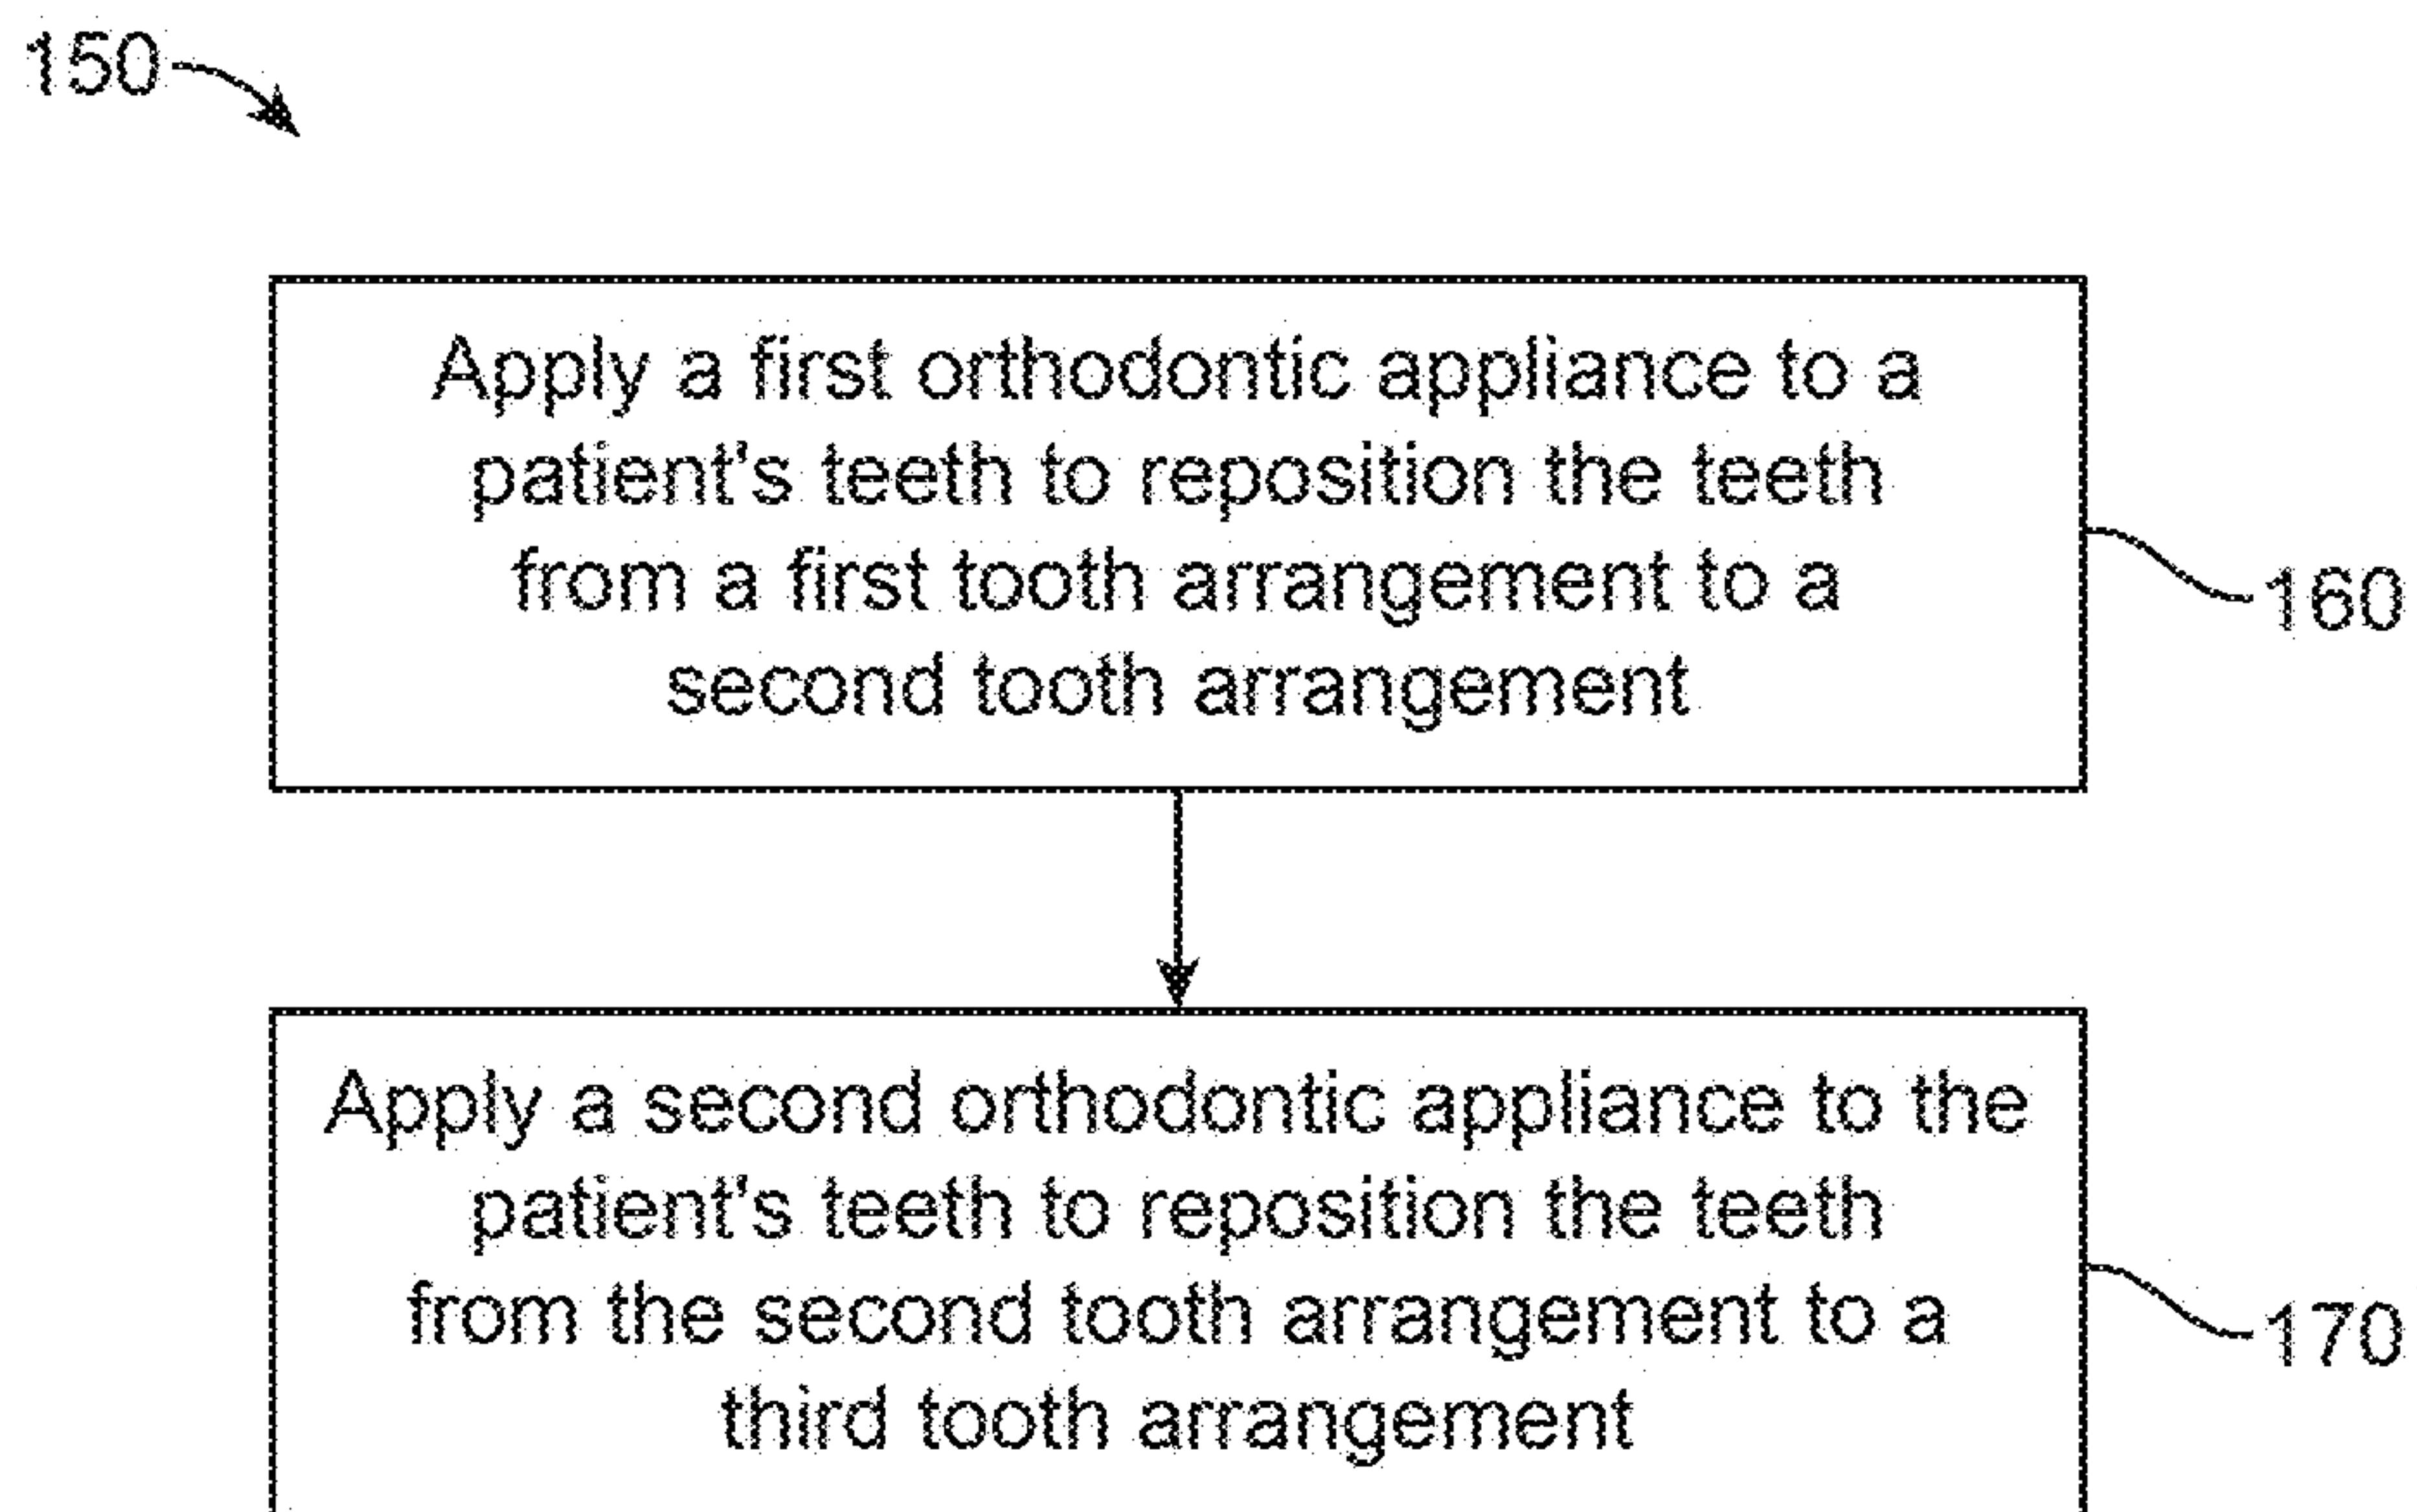 150
Apply a first orthodontic appliance to a
patient's teeth to reposition the teeth
from a first tooth arrangement to a
second tooth arrangement
160
Apply a second orthodontic appliance to the
patient's teeth to reposition the teeth
from the second tooth arrangement to a
third tooth arrangement
170